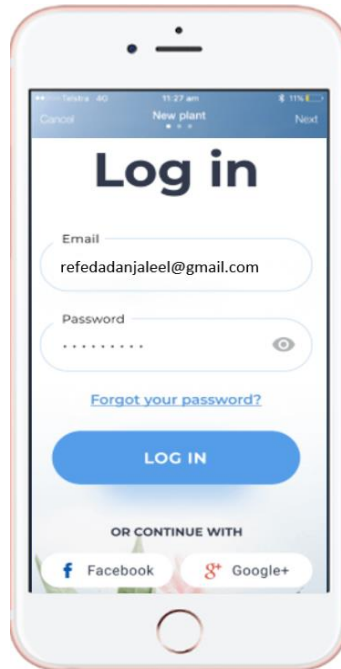 Telstra 4G 11:27 am 11%
Cancel New plant Next
Log in
Email
refedadanjaleel@gmail.com
Password
Forgot your password?
LOG IN
OR CONTINUE WITH
f Facebook g+ Google+